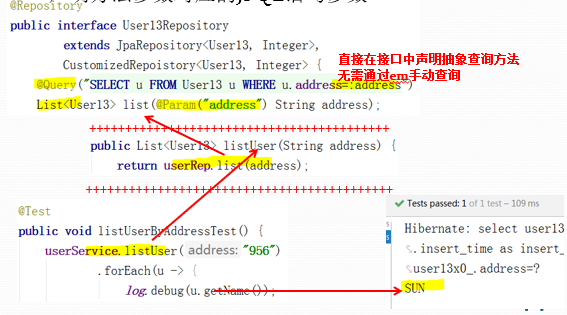 @Repository
public interface User13Repository
extends JpaRepository<User13, Integer>,
CustomizedRepoistory<User13, Integer> {
直接在接口中声明抽象查询方法
无需通过em手动查询
@Query("SELECT u FROM User13 u WHERE u.address=:address")
List<User13> list(@Param("address") String address);
++++++++++++++++++++++++++++++++++++++++++
public List<User13> listUser(String address) {
return userRep.list(address);
++++++++++++++++++++++++++++++++++++++++++
@Test
public void listUserByAddressTest() {
userService.listUser( address: "956")
.forEach(u -> {
log.debug(u.getName());
Tests passed: 1 of 1 test – 109 ms
Hibernate: select user13
.insert_time as insert_
user13x0_.address=?
SUN